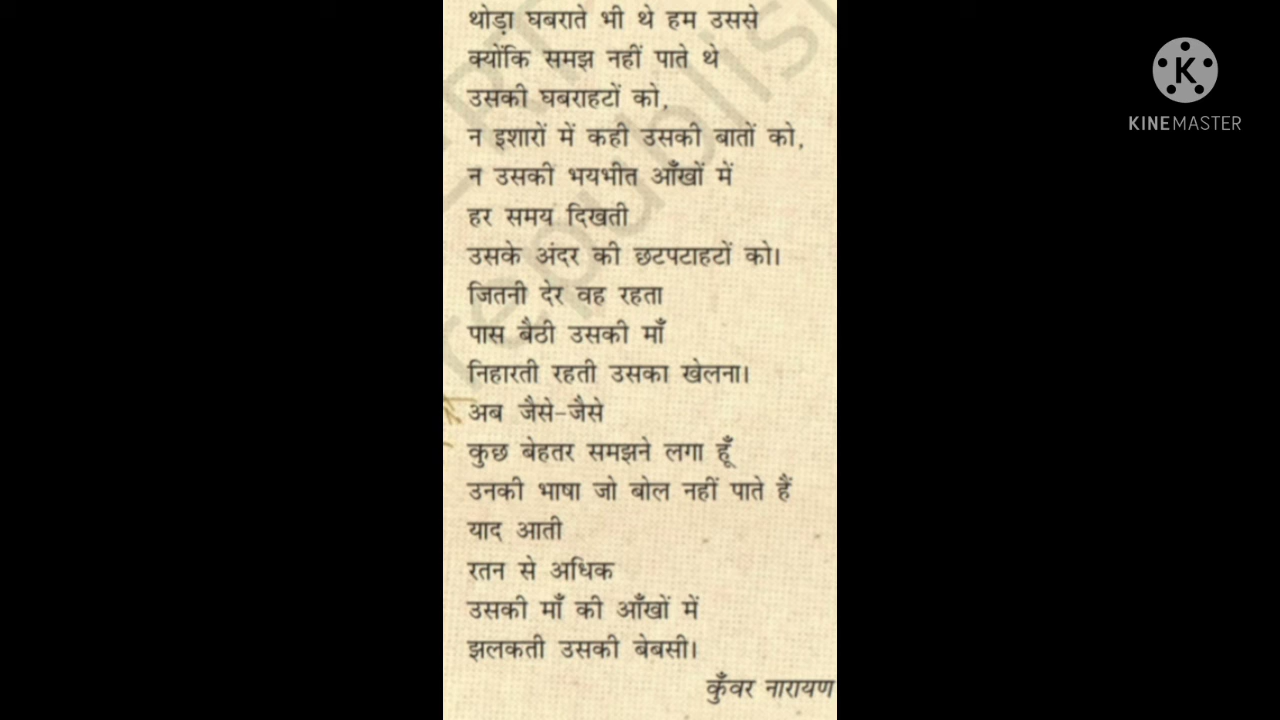 थोड़ा घबराते भी थे हम उससे
क्योंकि समझ नहीं पाते थे
उसकी घबराहटों को,
न इशारों में कही उसकी बातों को,
न उसकी भयभीत आँखों में
हर समय दिखती
उसके अंदर की छटपटाहटों को।
जितनी देर वह रहता
पास बैठी उसकी माँ
निहारती रहती उसका खेलना।
अब जैसे-जैसे
कुछ बेहतर समझने लगा हूँ
उनकी भाषा जो बोल नहीं पाते हैं
याद आती
रतन से अधिक
उसकी माँ की आँखों में
झलकती उसकी बेबसी।
कुँवर नारायण
K
KINEMASTER
republis